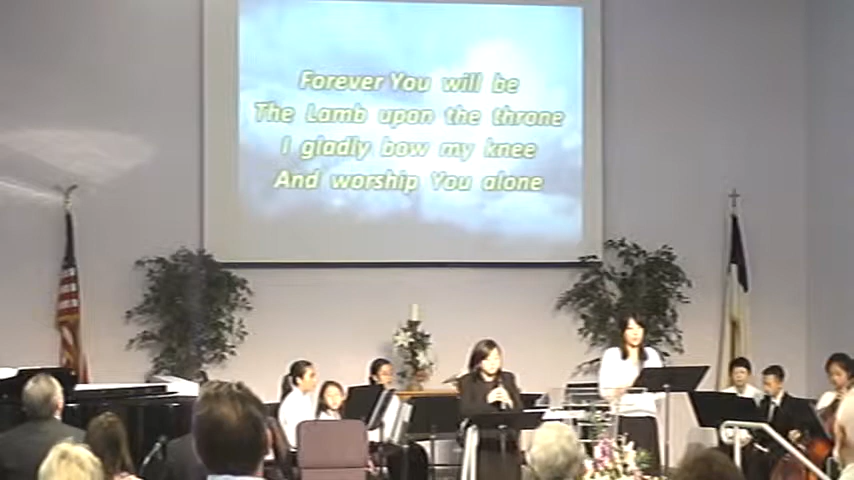 Forever You will be
The Lamb upon the throne
I gladly bow my knee
And worship You alone